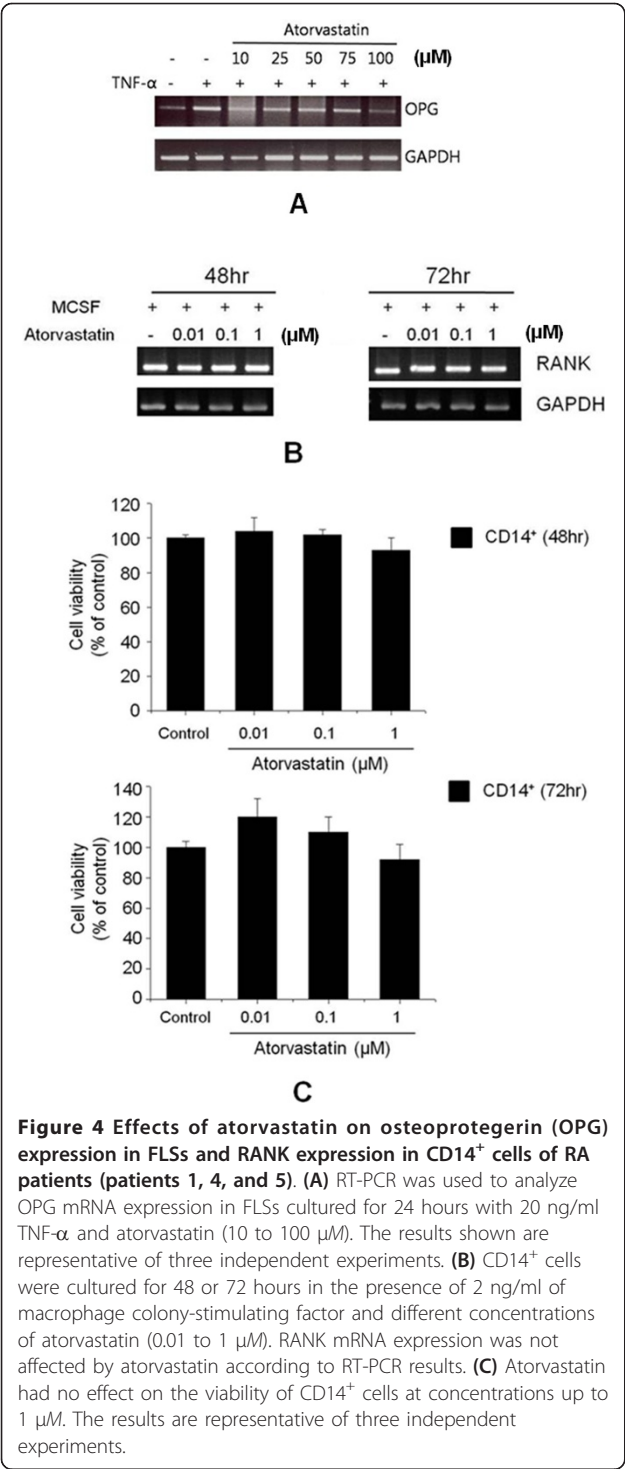 Atorvastatin
- - 10 25 50 75 100 (µM)
TNF-α - + + + + + +
OPG
GAPDH
A
48hr 72hr
MCSF + + + + + + + +
Atorvastatin - 0.01 0.1 1 (µM) - 0.01 0.1 1 (µM)
RANK
GAPDH
B
120
100
80
60
40
20
0
Cell viability
(% of control)
CD14⁺ (48hr)
Control 0.01 0.1 1
Atorvastatin (µM)
140
120
100
80
60
40
20
0
Cell viability
(% of control)
CD14⁺ (72hr)
Control 0.01 0.1 1
Atorvastatin (µM)
C
Figure 4 Effects of atorvastatin on osteoprotegerin (OPG)
expression in FLSs and RANK expression in CD14⁺ cells of RA
patients (patients 1, 4, and 5). (A) RT-PCR was used to analyze
OPG mRNA expression in FLSs cultured for 24 hours with 20 ng/ml
TNF-α and atorvastatin (10 to 100 µM). The results shown are
representative of three independent experiments. (B) CD14⁺ cells
were cultured for 48 or 72 hours in the presence of 2 ng/ml of
macrophage colony-stimulating factor and different concentrations
of atorvastatin (0.01 to 1 µM). RANK mRNA expression was not
affected by atorvastatin according to RT-PCR results. (C) Atorvastatin
had no effect on the viability of CD14⁺ cells at concentrations up to
1 µM. The results are representative of three independent
experiments.